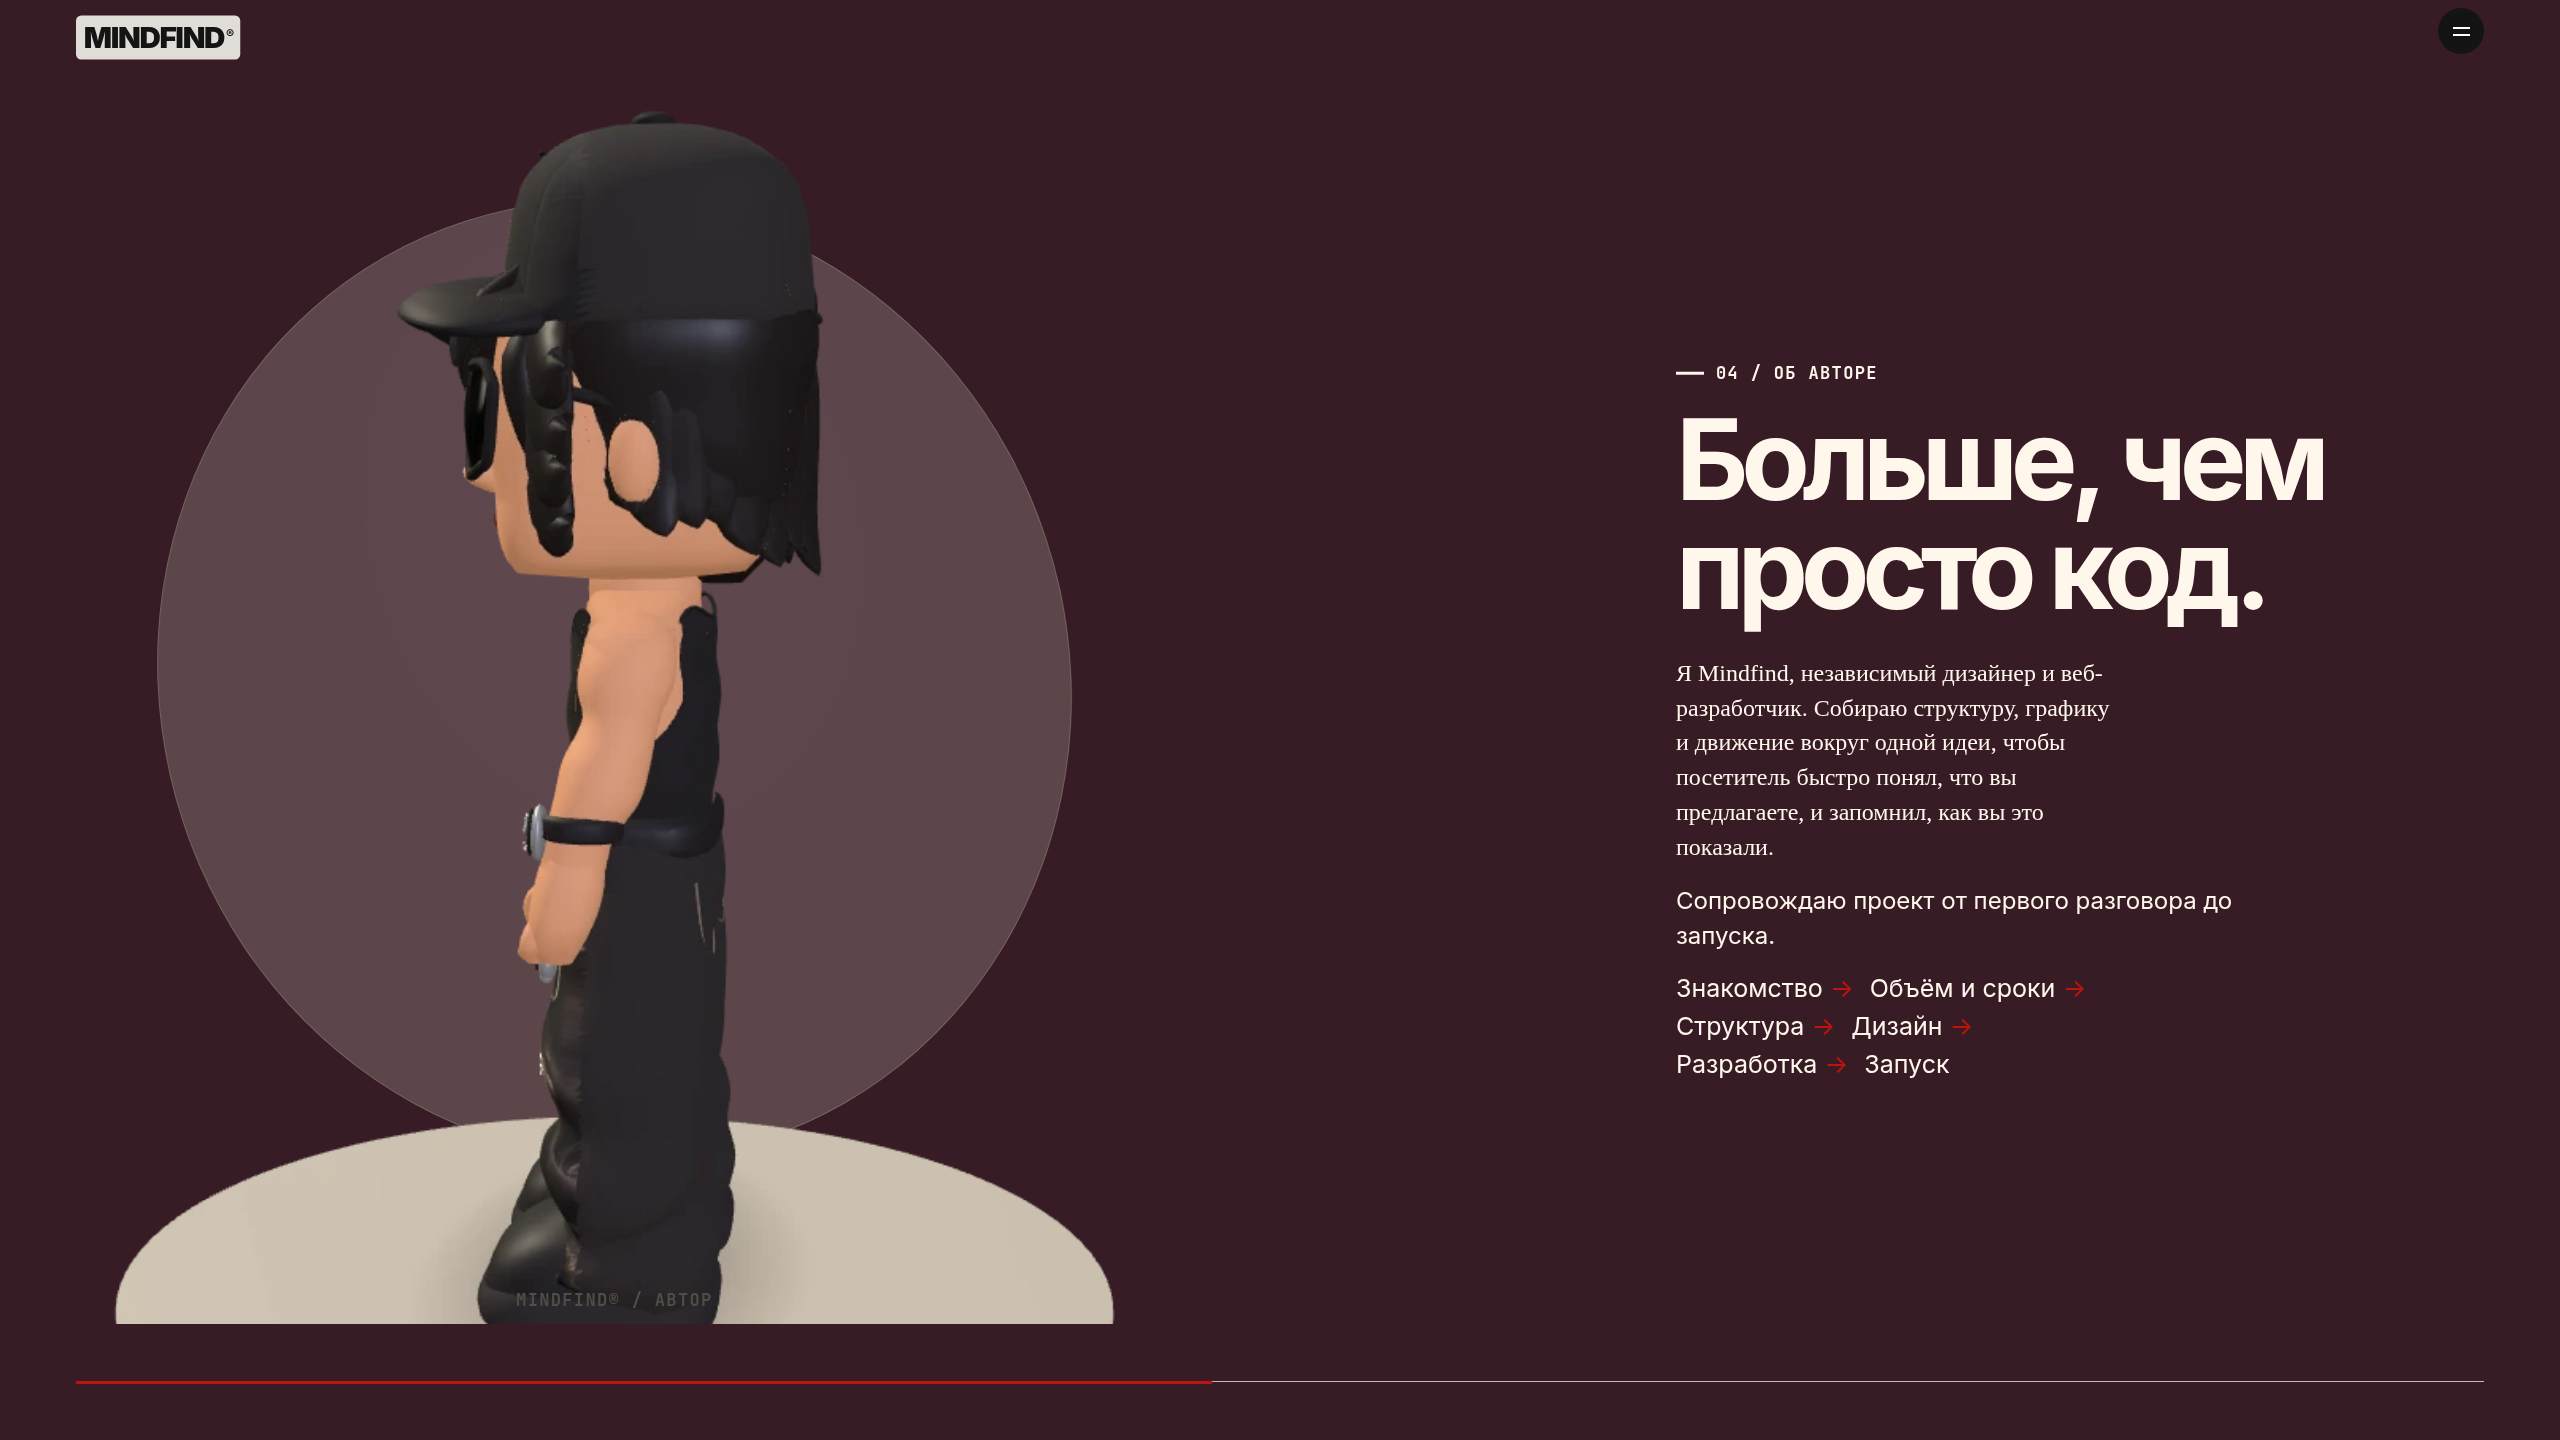 MINDFIND®
04 / ОБ АВТОРЕ
Больше, чем
просто код.
Я Mindfind, независимый дизайнер и веб-
разработчик. Собираю структуру, графику
и движение вокруг одной идеи, чтобы
посетитель быстро понял, что вы
предлагаете, и запомнил, как вы это
показали.
Сопровождаю проект от первого разговора до
запуска.
Знакомство → Объём и сроки →
Структура → Дизайн →
Разработка → Запуск
MINDFIND® / АВТОР